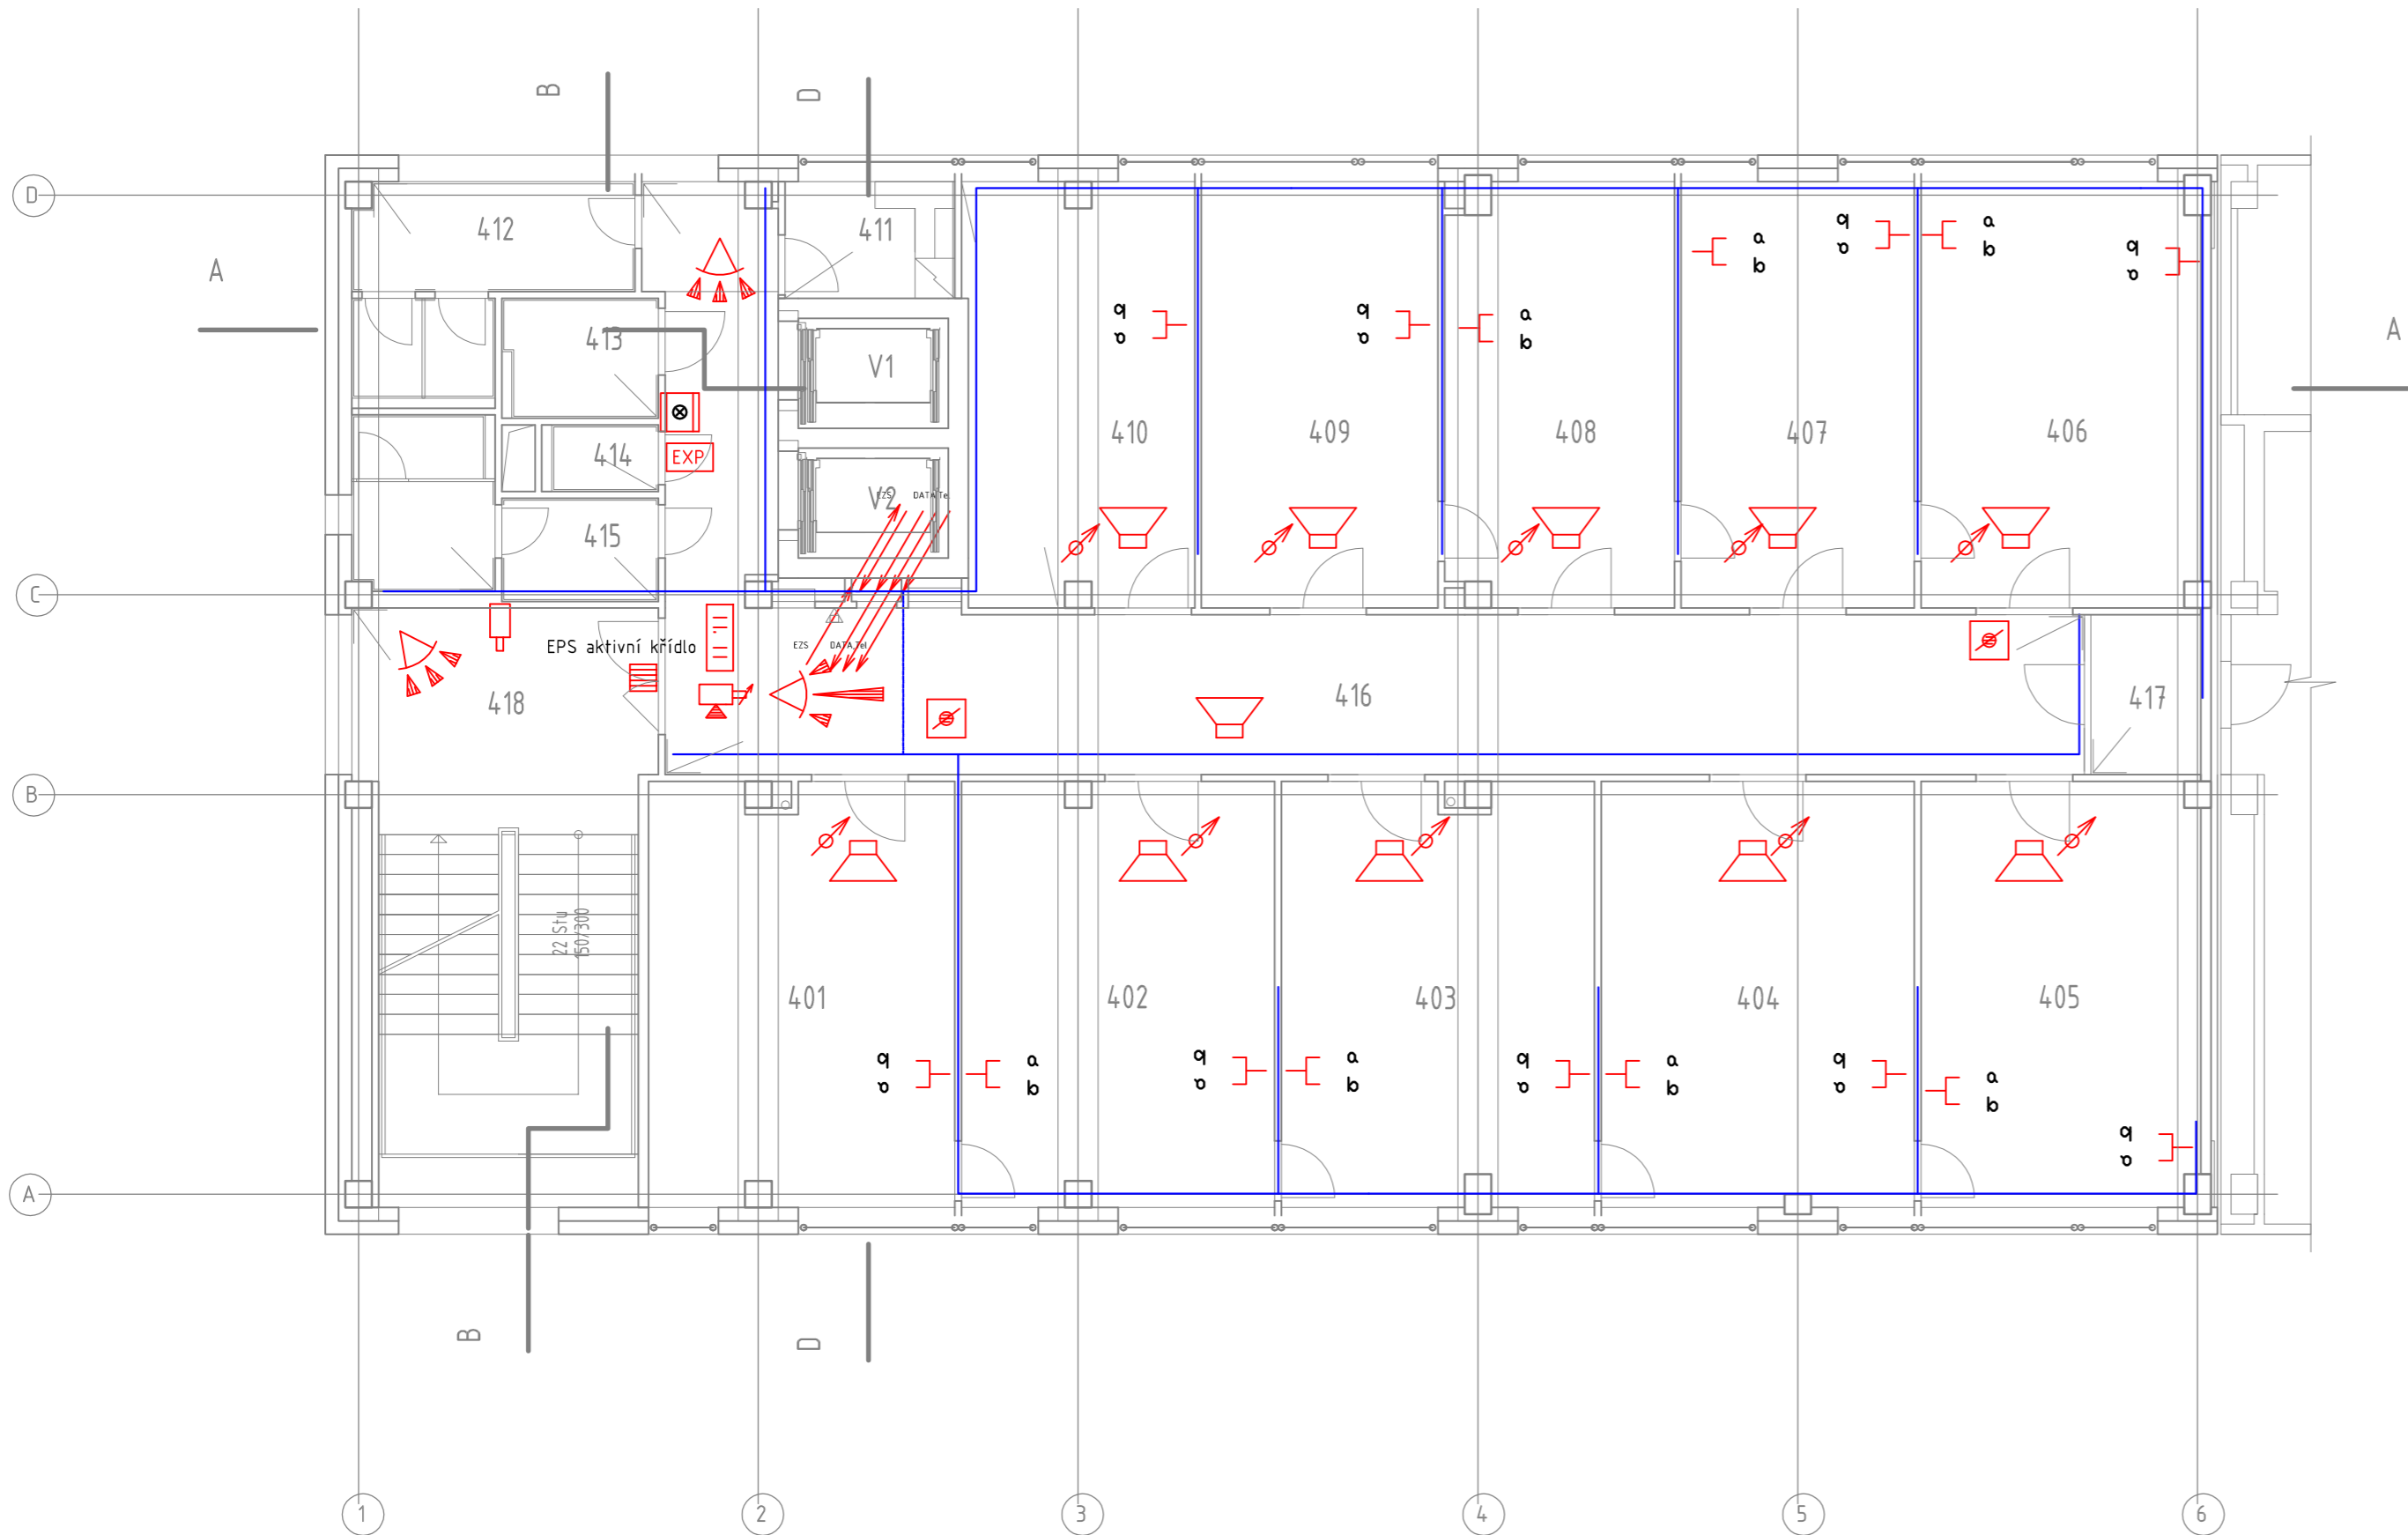 B
D
D
412
411
A
b
a
a
b
b
a
a
b
b
a
413
V1
b
a
b
a
a
b
A
410
409
408
407
406
414
EXP
V2
EZS
DATA,Tel
415
C
EPS aktivní křídlo
EZS
DATA,Tel
418
416
417
B
22 Stu
150/300
401
402
403
404
405
b
a
a
b
b
a
a
b
b
a
a
b
b
a
a
b
b
a
A
B
D
1
2
3
4
5
6